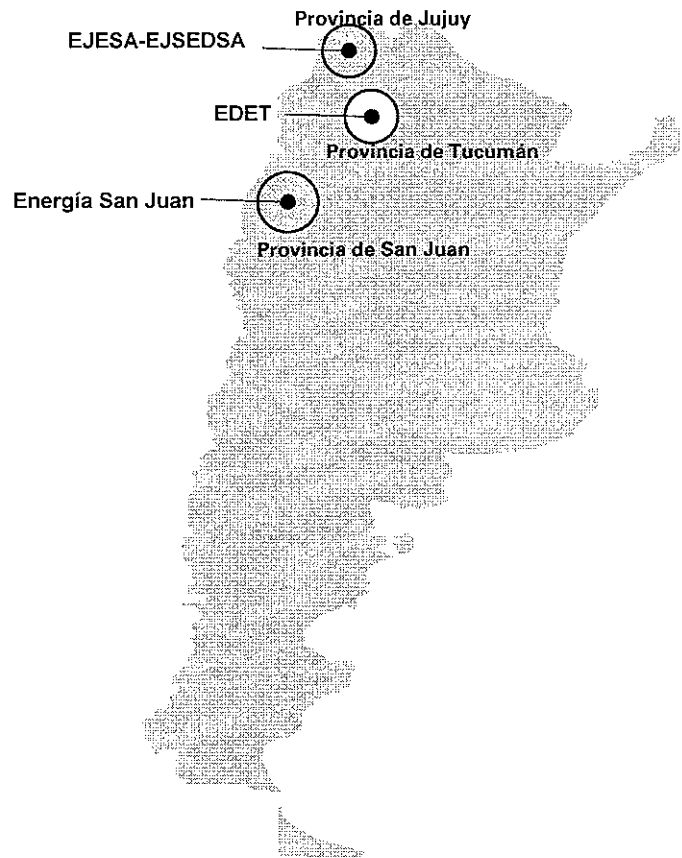 Provincia de Jujuy
EJESA-EJSEDSA
EDET
Provincia de Tucumán
Energía San Juan
Provincia de San Juan